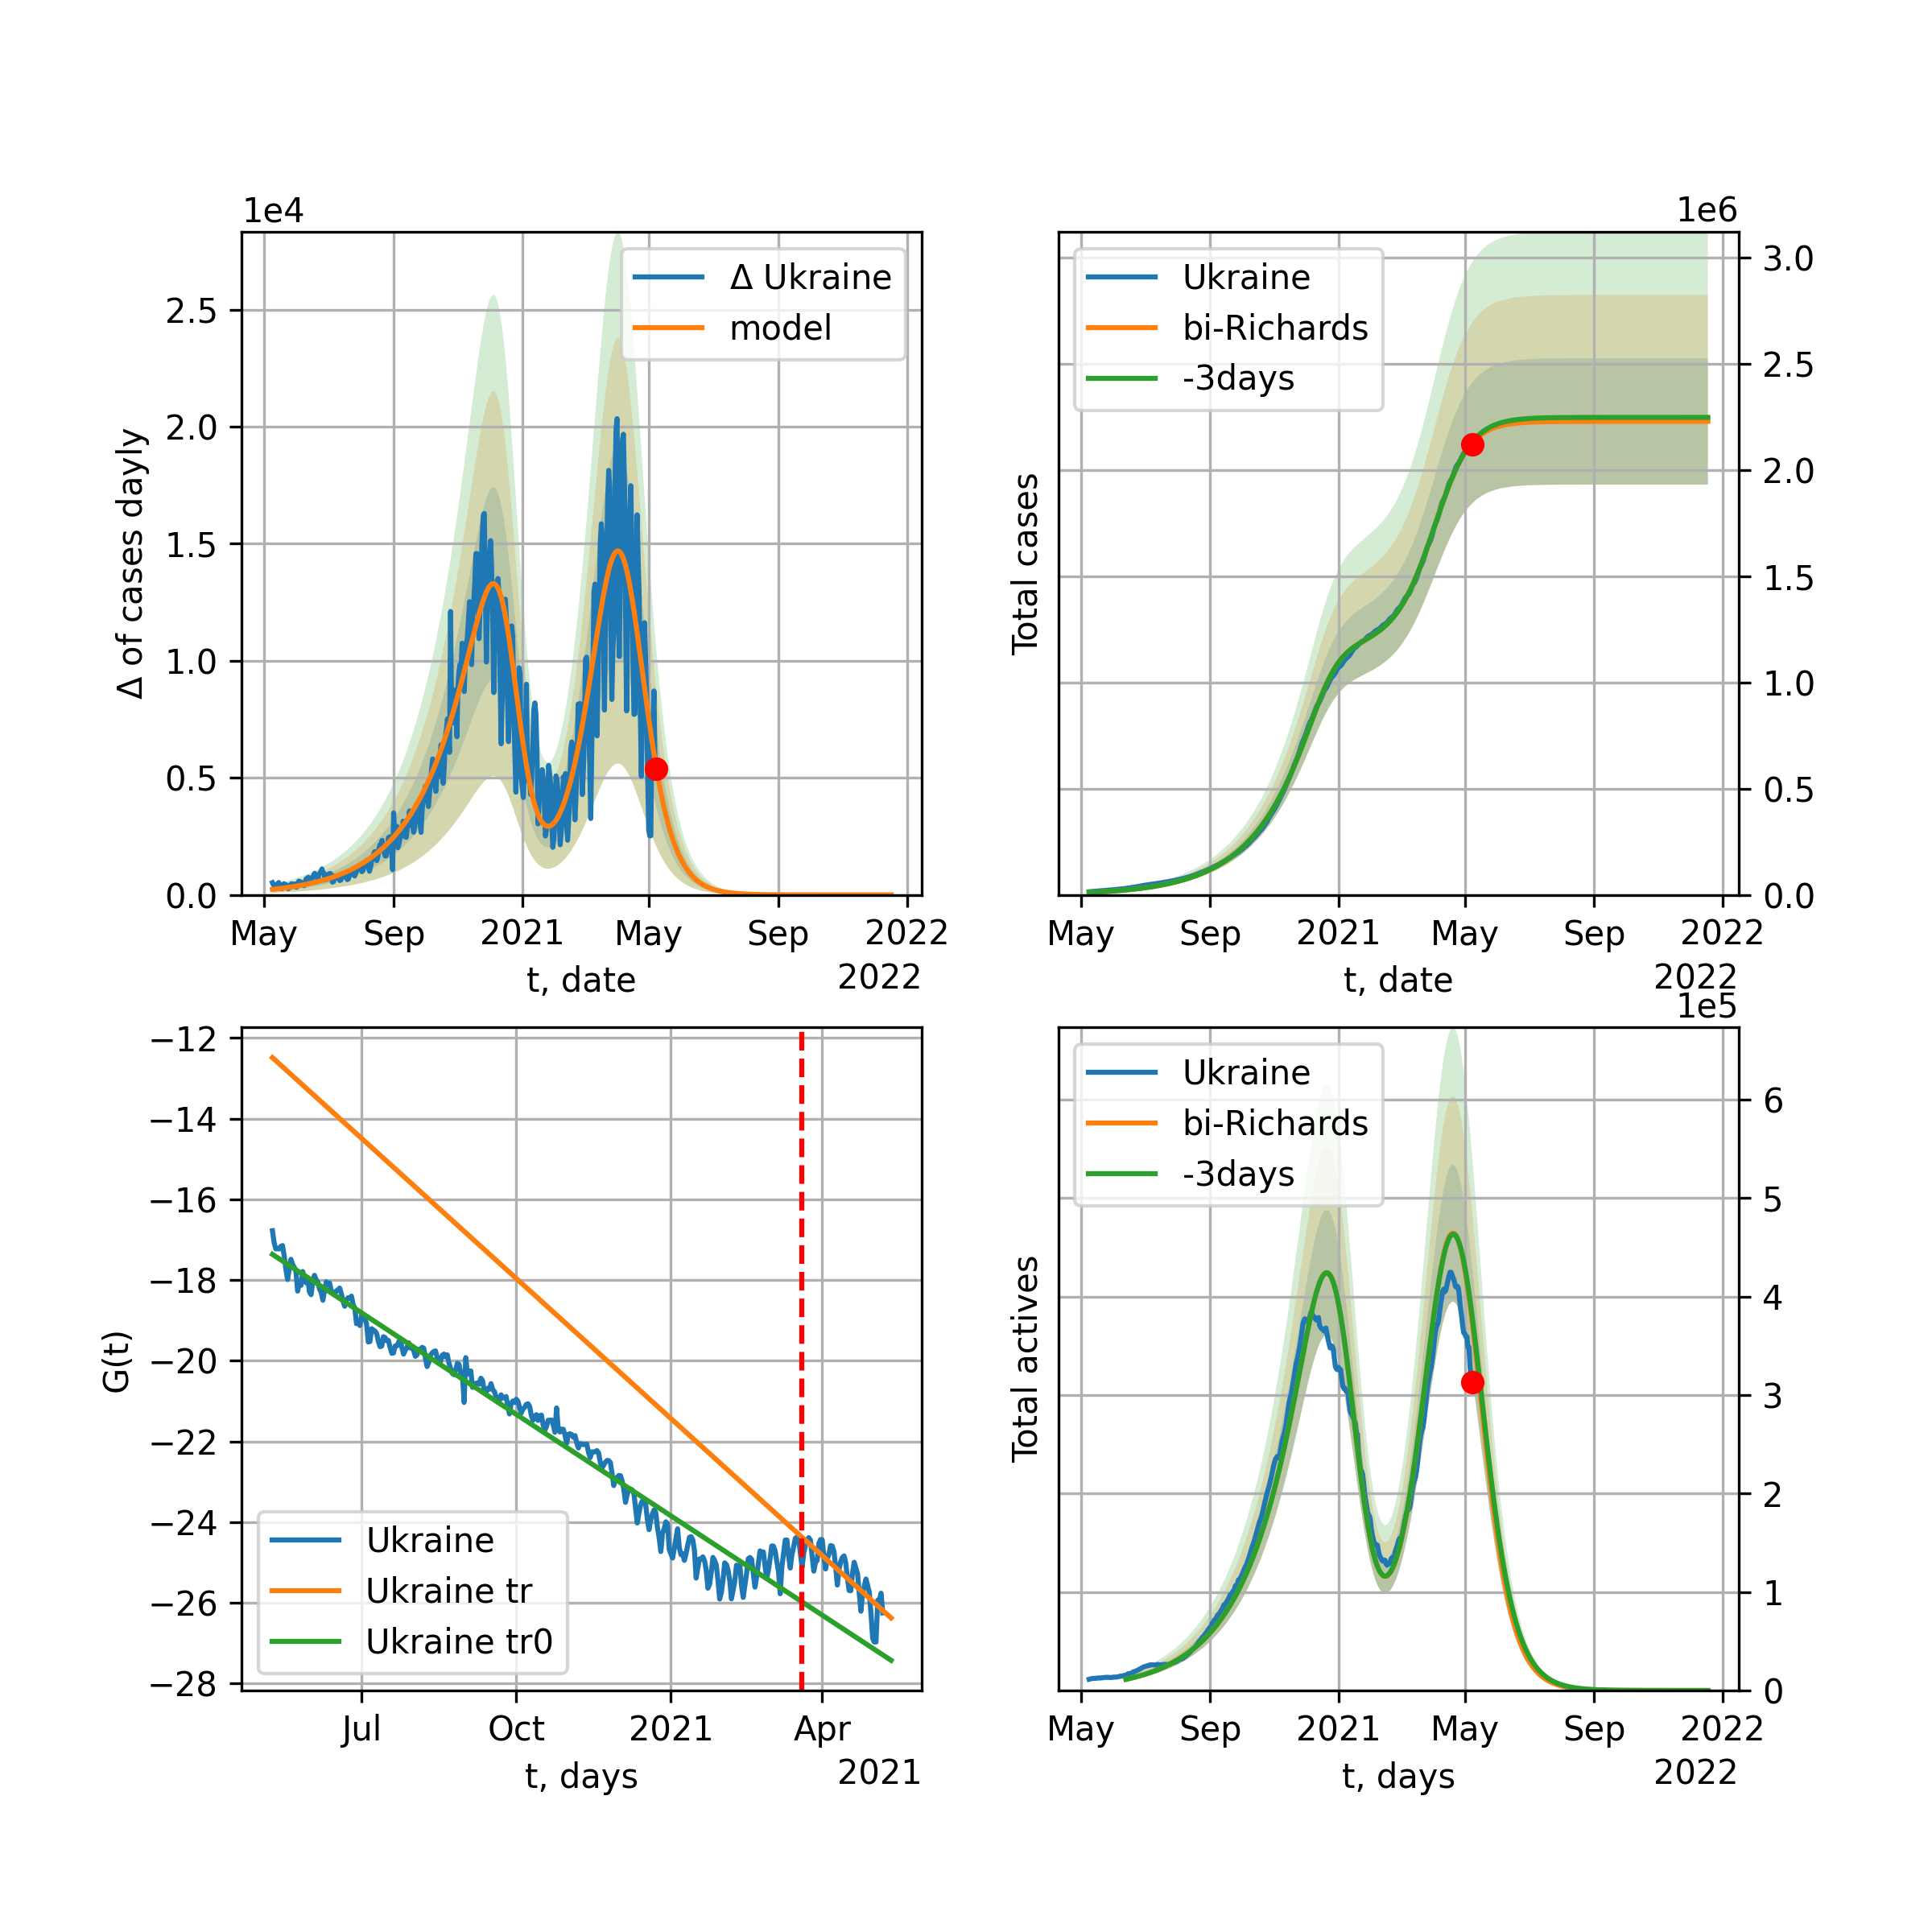 1e4
Δ of cases dayly
2.5
2.0
1.5
1.0
0.5
0.0
Δ Ukraine
model
May Sep 2021 May Sep 2022
t, date 2022
1e6
Total cases
Ukraine
bi-Richards
-3days
3.0
2.5
2.0
1.5
1.0
0.5
0.0
May Sep 2021 May Sep 2022
t, date 2022
G(t)
−12
−14
−16
−18
−20
−22
−24
−26
−28
Ukraine
Ukraine tr
Ukraine tr0
Jul Oct 2021 Apr
t, days 2021
1e5
Total actives
Ukraine
bi-Richards
-3days
6
5
4
3
2
1
0
May Sep 2021 May Sep 2022
t, days 2022